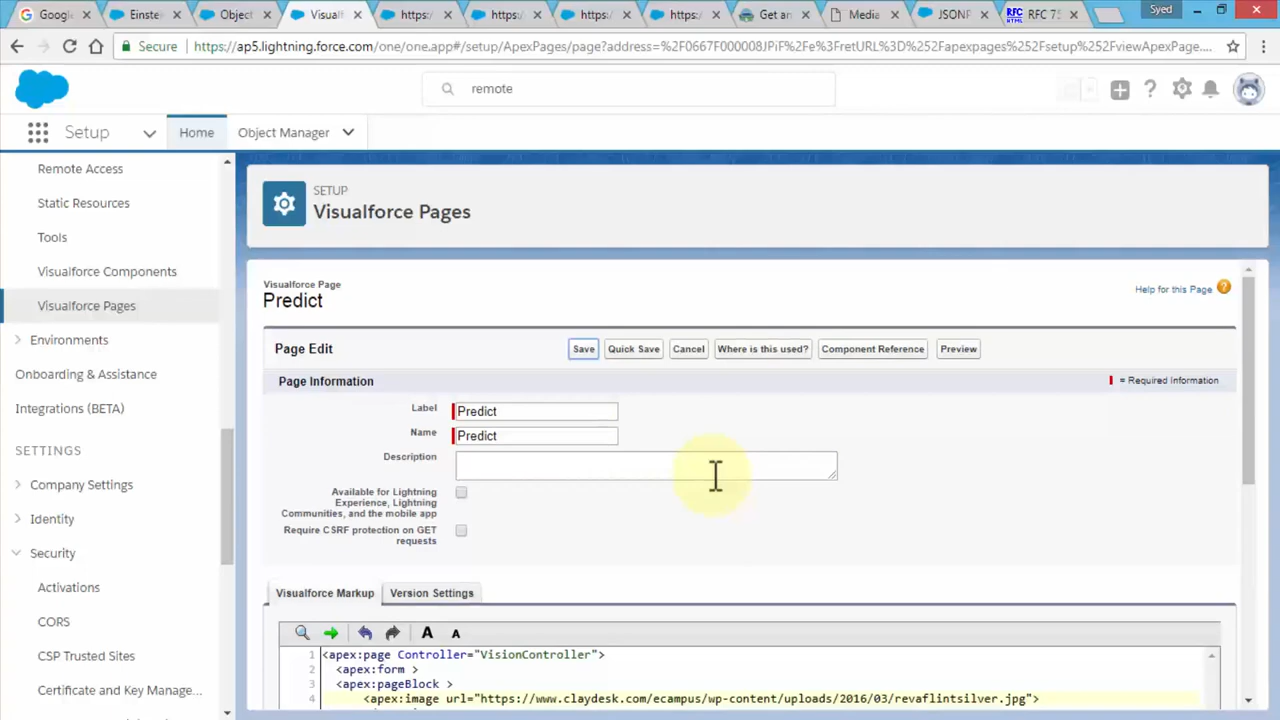 Google
Einste
Object
Visualf
https:/
https:/
https:/
https:/
Get an
Media
JSONP
RFC 75
Syed
Secure
https://ap5.lightning.force.com/one/one.app#/setup/ApexPages/page?address=%2F0667F000008JPiF%2Fe%3FretURL%3D%252Fapexpages%252Fsetup%252FviewApexPage....
remote
Setup
Home
Object Manager
Remote Access
Static Resources
Tools
Visualforce Components
Visualforce Pages
Environments
Onboarding & Assistance
Integrations (BETA)
SETTINGS
Company Settings
Identity
Security
Activations
CORS
CSP Trusted Sites
Certificate and Key Manage...
SETUP
Visualforce Pages
Visualforce Page
Predict
Help for this Page
Page Edit
Save
Quick Save
Cancel
Where is this used?
Component Reference
Preview
Page Information
= Required Information
Label
Predict
Name
Predict
Description
Available for Lightning
Experience, Lightning
Communities, and the mobile app
Require CSRF protection on GET
requests
Visualforce Markup
Version Settings
A A
1 <apex:page Controller="VisionController">
2 <apex:form >
3 <apex:pageBlock >
4 <apex:image url="https://www.claydesk.com/ecampus/wp-content/uploads/2016/03/revaflintsilver.jpg">